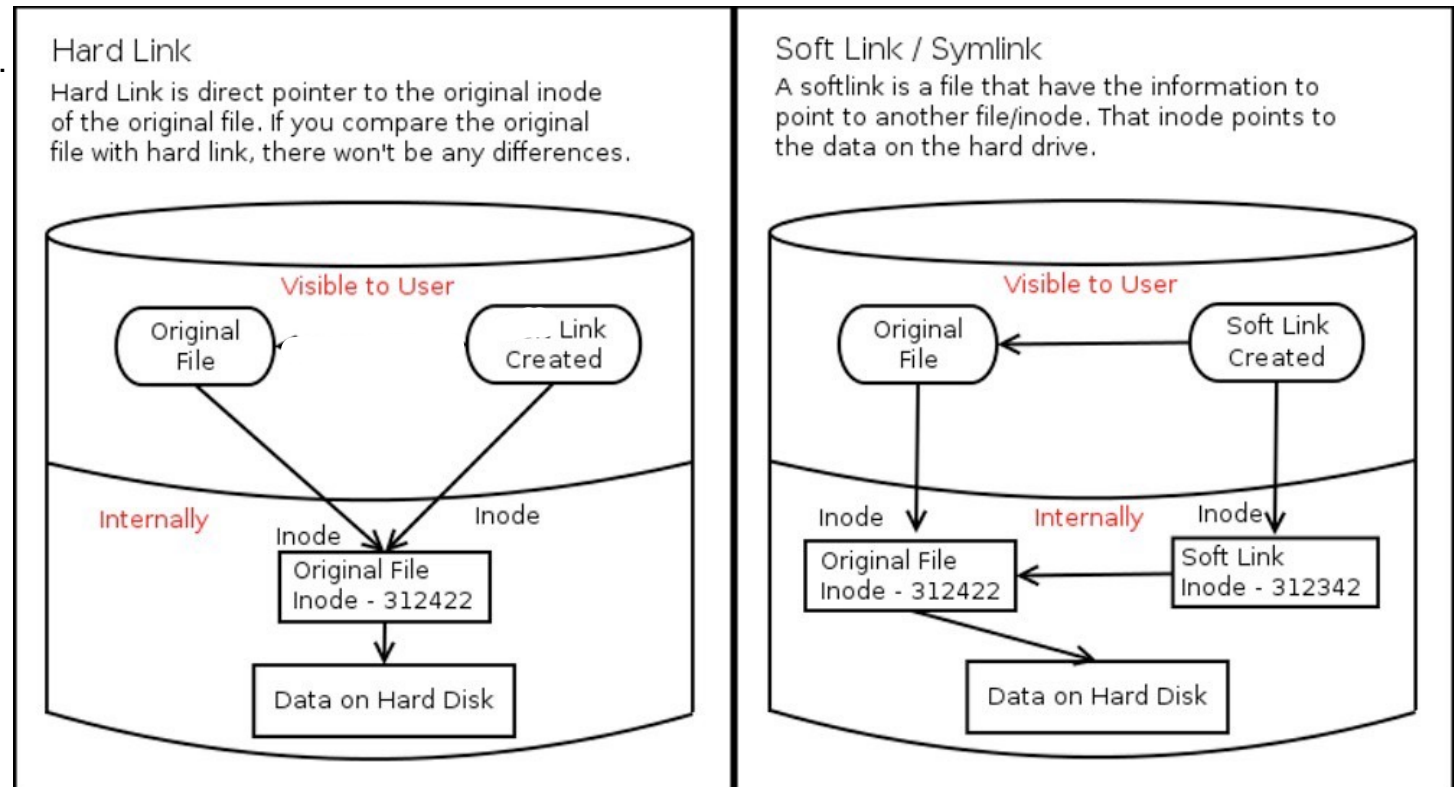 Hard Link
Hard Link is direct pointer to the original inode
of the original file. If you compare the original
file with hard link, there won't be any differences.
Visible to User
Original
File
Link
Created
Internally
Inode
Inode
Original File
Inode - 312422
Data on Hard Disk
Soft Link / Symlink
A softlink is a file that have the information to
point to another file/inode. That inode points to
the data on the hard drive.
Visible to User
Original
File
Soft Link
Created
Inode
Internally
Inode
Original File
Inode - 312422
Soft Link
Inode - 312342
Data on Hard Disk